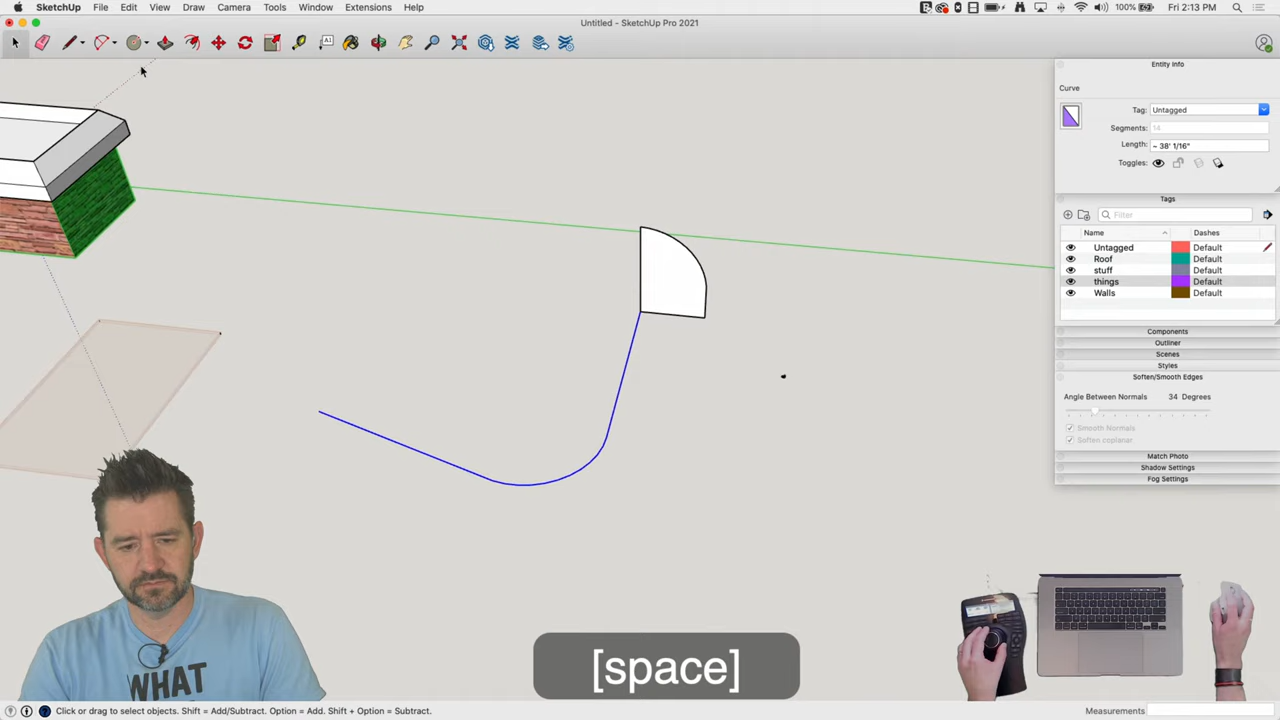 SketchUp File Edit View Draw Camera Tools Window Extensions Help
100% Fri 2:13 PM
Untitled - SketchUp Pro 2021
A1
Entity Info
Curve
Tag: Untagged
Segments: 14
Length: ~ 38' 1/16"
Toggles:
Tags
Filter
Name Dashes
Untagged Default
Roof Default
stuff Default
things Default
Walls Default
Components
Outliner
Scenes
Styles
Soften/Smooth Edges
Angle Between Normals 34 Degrees
Smooth Normals
Soften coplanar
Match Photo
Shadow Settings
Fog Settings
[space]
WHAT
Click or drag to select objects. Shift = Add/Subtract. Option = Add. Shift + Option = Subtract.
Measurements